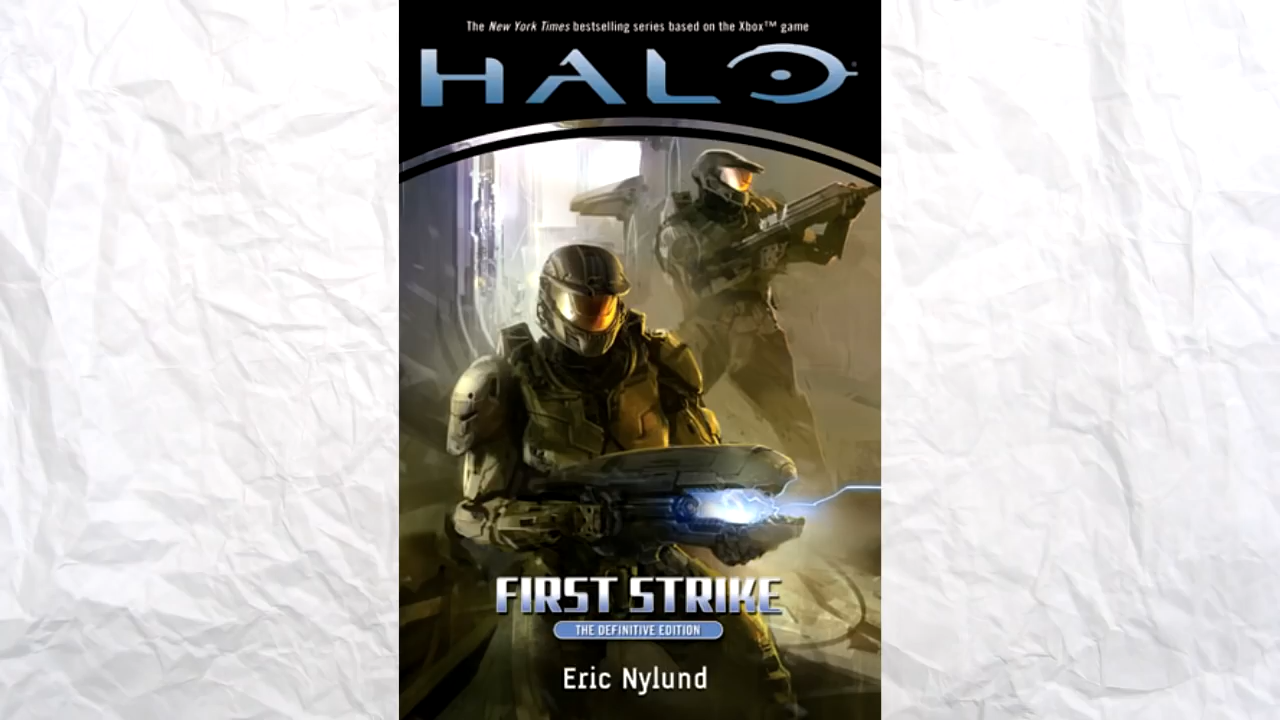 The New York Times bestselling series based on the Xbox™ game
HALO®
FIRST STRIKE
THE DEFINITIVE EDITION
Eric Nylund